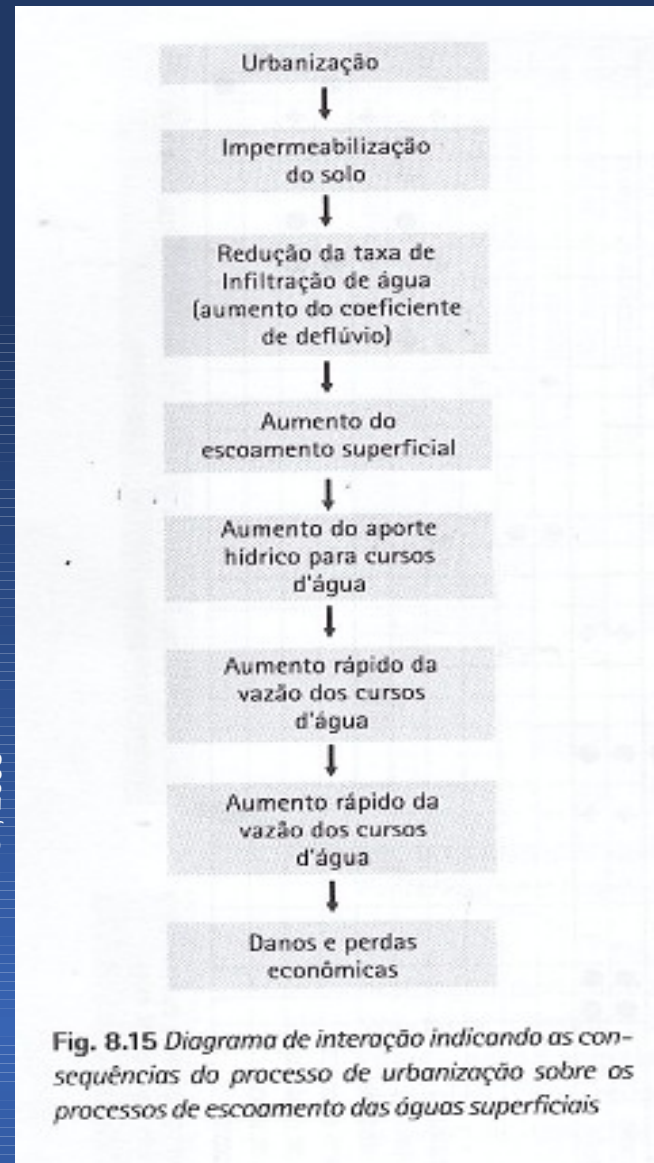 Urbanização
Impermeabilização
do solo
Redução da taxa de
Infiltração de água
(aumento do coeficiente
de deflúvio)
Aumento do
escoamento superficial
Aumento do aporte
hídrico para cursos
d'água
Aumento rápido da
vazão dos cursos
d'água
Aumento rápido da
vazão dos cursos
d'água
Danos e perdas
econômicas
Fig. 8.15 Diagrama de interação indicando as con-
sequências do processo de urbanização sobre os
processos de escoamento das águas superficiais